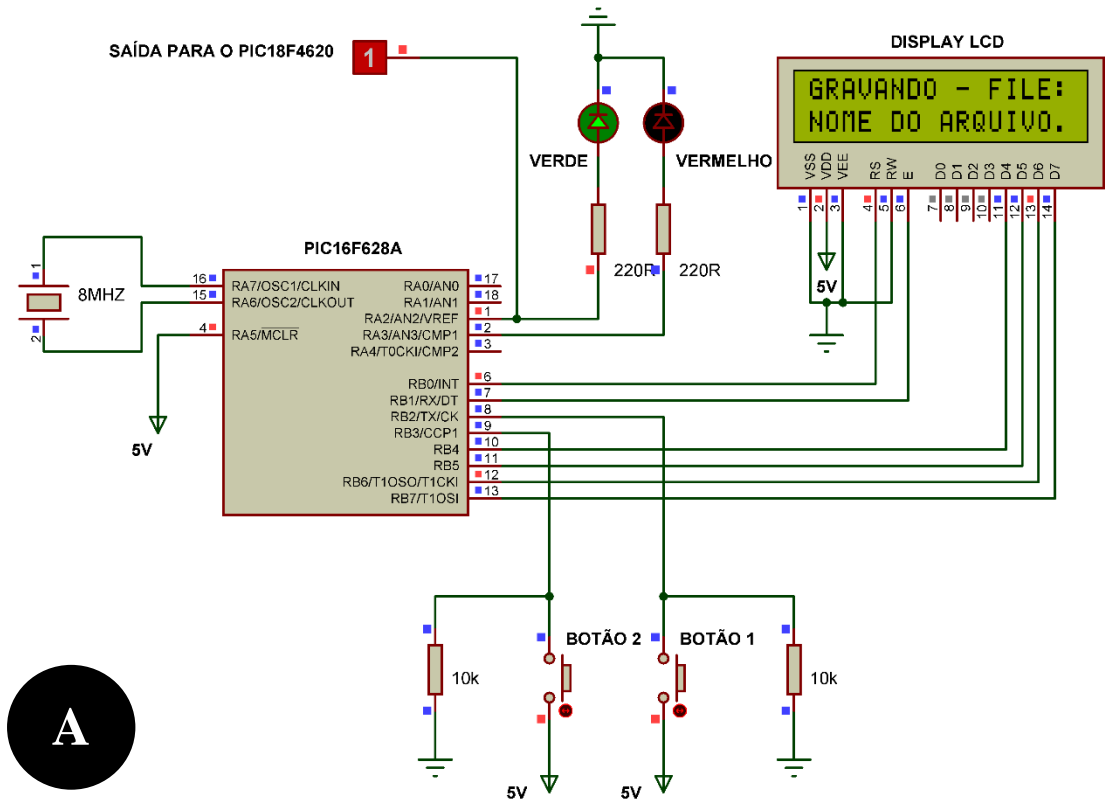 SAÍDA PARA O PIC18F4620
1
VERDE
VERMELHO
220R
220R
DISPLAY LCD
GRAVANDO - FILE:
NOME DO ARQUIVO.
VSS
VDD
VEE
RS
RW
E
D0
D1
D2
D3
D4
D5
D6
D7
1
2
3
4
5
6
7
8
9
10
11
12
13
14
5V
PIC16F628A
1
2
8MHZ
16
15
4
RA7/OSC1/CLKIN
RA6/OSC2/CLKOUT
RA5/MCLR
5V
RA0/AN0
RA1/AN1
RA2/AN2/VREF
RA3/AN3/CMP1
RA4/T0CKI/CMP2
RB0/INT
RB1/RX/DT
RB2/TX/CK
RB3/CCP1
RB4
RB5
RB6/T1OSO/T1CKI
RB7/T1OSI
17
18
1
2
3
6
7
8
9
10
11
12
13
10k
BOTÃO 2
BOTÃO 1
10k
5V
5V
A